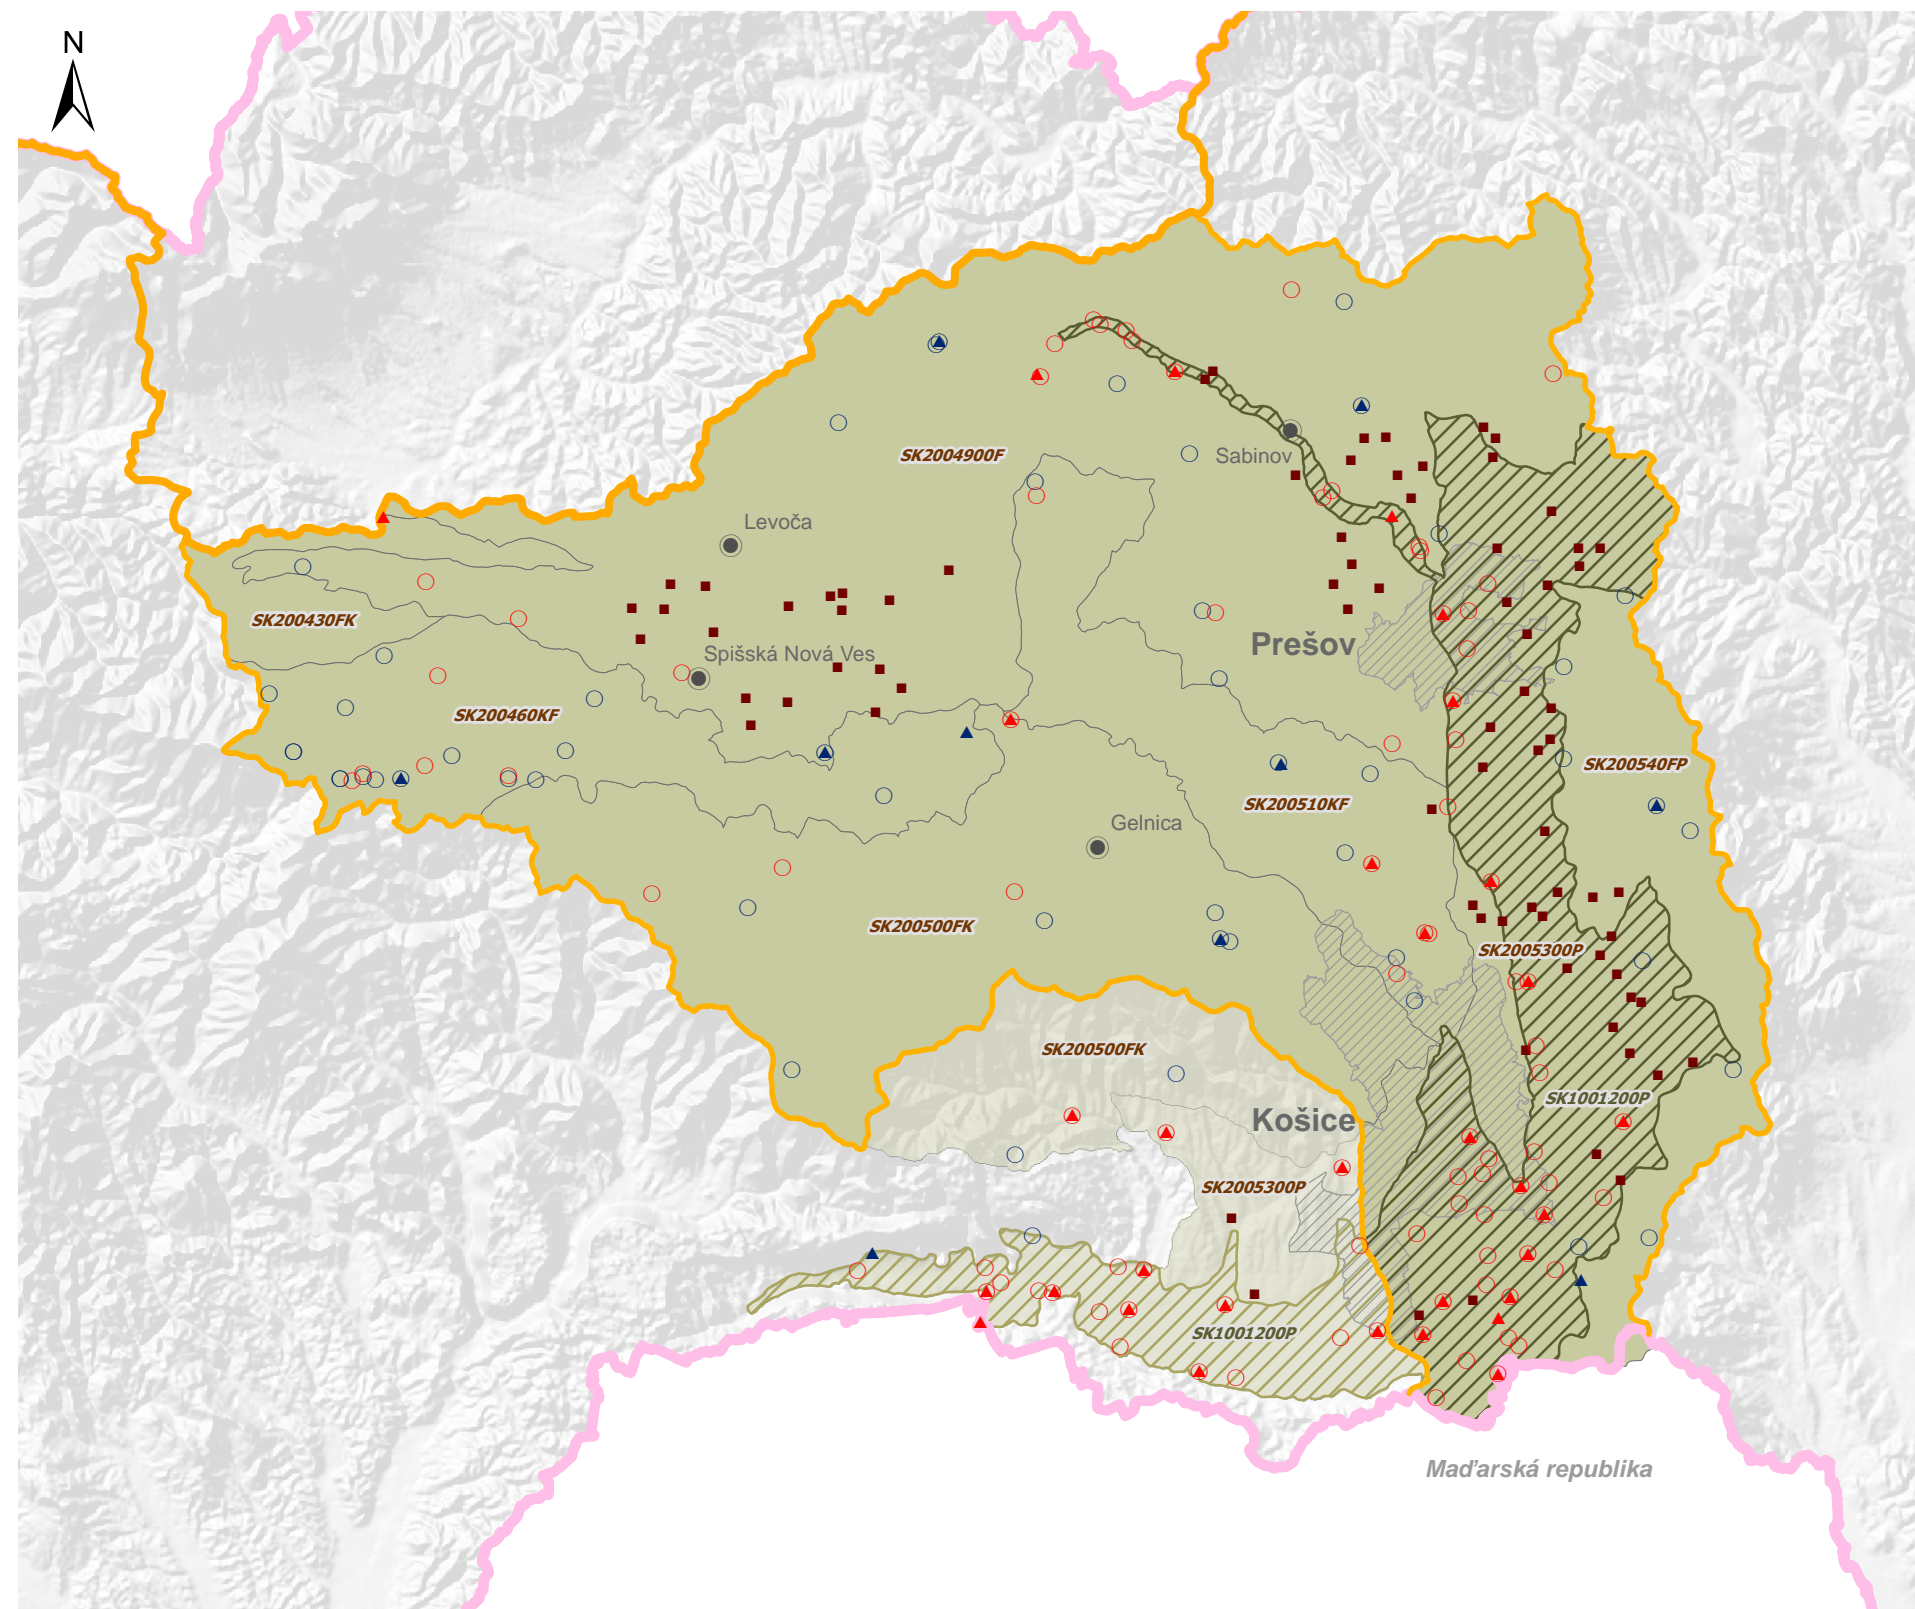 N
SK2004900F
Sabinov
Levoča
SK200430FK
Prešov
Spišská Nová Ves
SK200460KF
SK200540FP
SK200510KF
Gelnica
SK200500FK
SK2005300P
SK200500FK
SK1001200P
Košice
SK2005300P
SK1001200P
Maďarská republika